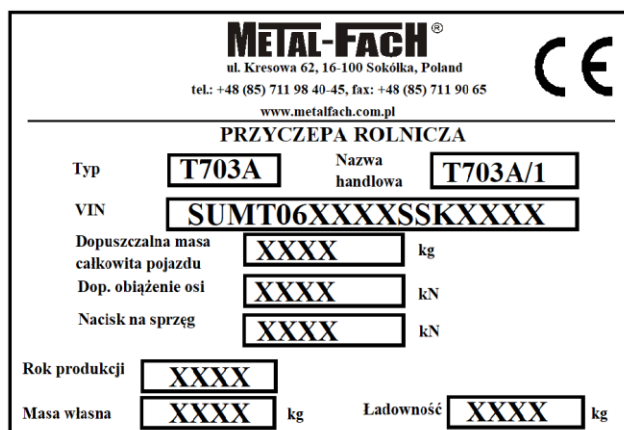 METAL-FACH®
ul. Kresowa 62, 16-100 Sokółka, Poland
tel.: +48 (85) 711 98 40-45, fax: +48 (85) 711 90 65
www.metalfach.com.pl
CE
PRZYCZEPA ROLNICZA
Typ T703A Nazwa handlowa T703A/1
VIN SUMT06XXXXSSKXXXX
Dopuszczalna masa
całkowita pojazdu XXXX kg
Dop. obiążenie osi XXXX kN
Nacisk na sprzęg XXXX kN
Rok produkcji XXXX
Masa własna XXXX kg Ładowność XXXX kg